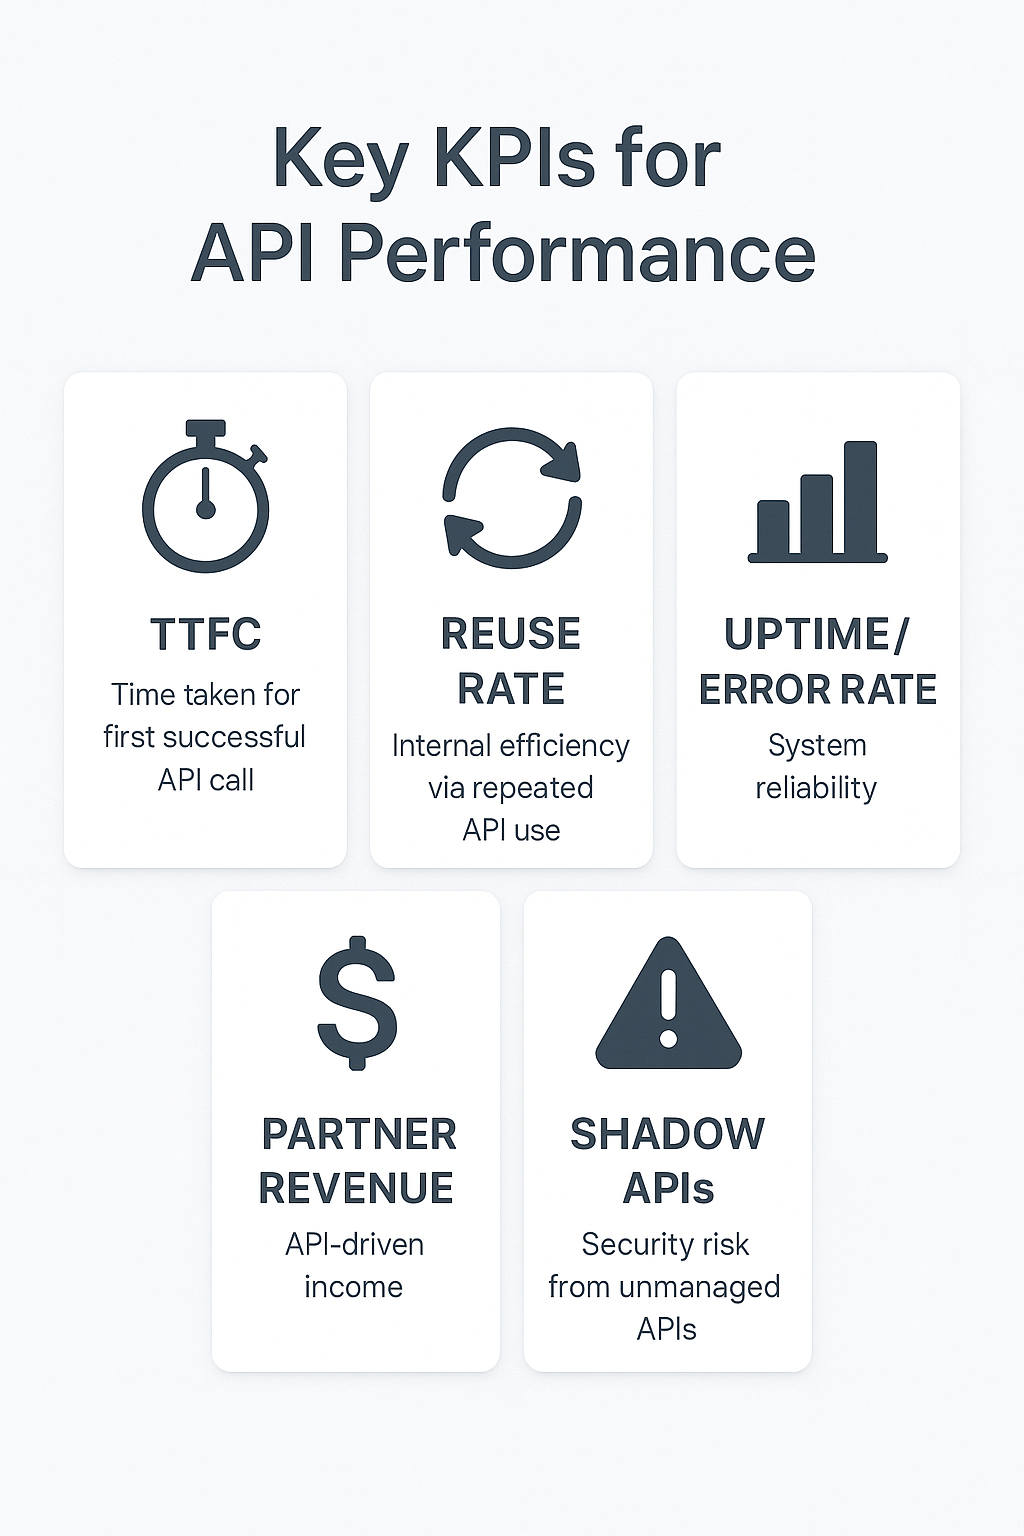 Key KPIs for
API Performance
TTFC
Time taken for
first successful
API call
REUSE
RATE
Internal efficiency
via repeated
API use
UPTIME/
ERROR RATE
System
reliability
PARTNER
REVENUE
API-driven
income
SHADOW
APIs
Security risk
from unmanaged
APIs